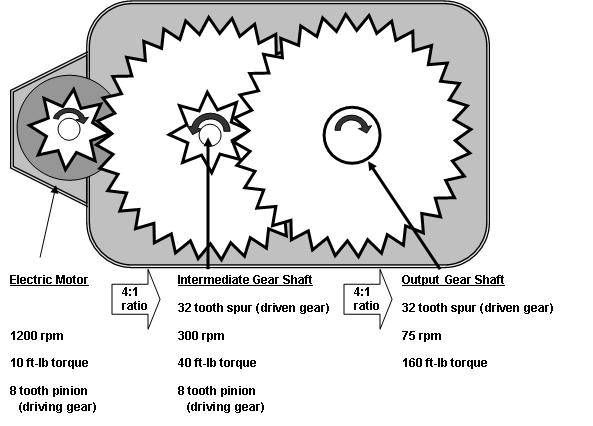 Electric Motor
4:1
ratio
Intermediate Gear Shaft
4:1
ratio
Output Gear Shaft
32 tooth spur (driven gear)
32 tooth spur (driven gear)
1200 rpm
300 rpm
75 rpm
10 ft-lb torque
40 ft-lb torque
160 ft-lb torque
8 tooth pinion
(driving gear)
8 tooth pinion
(driving gear)